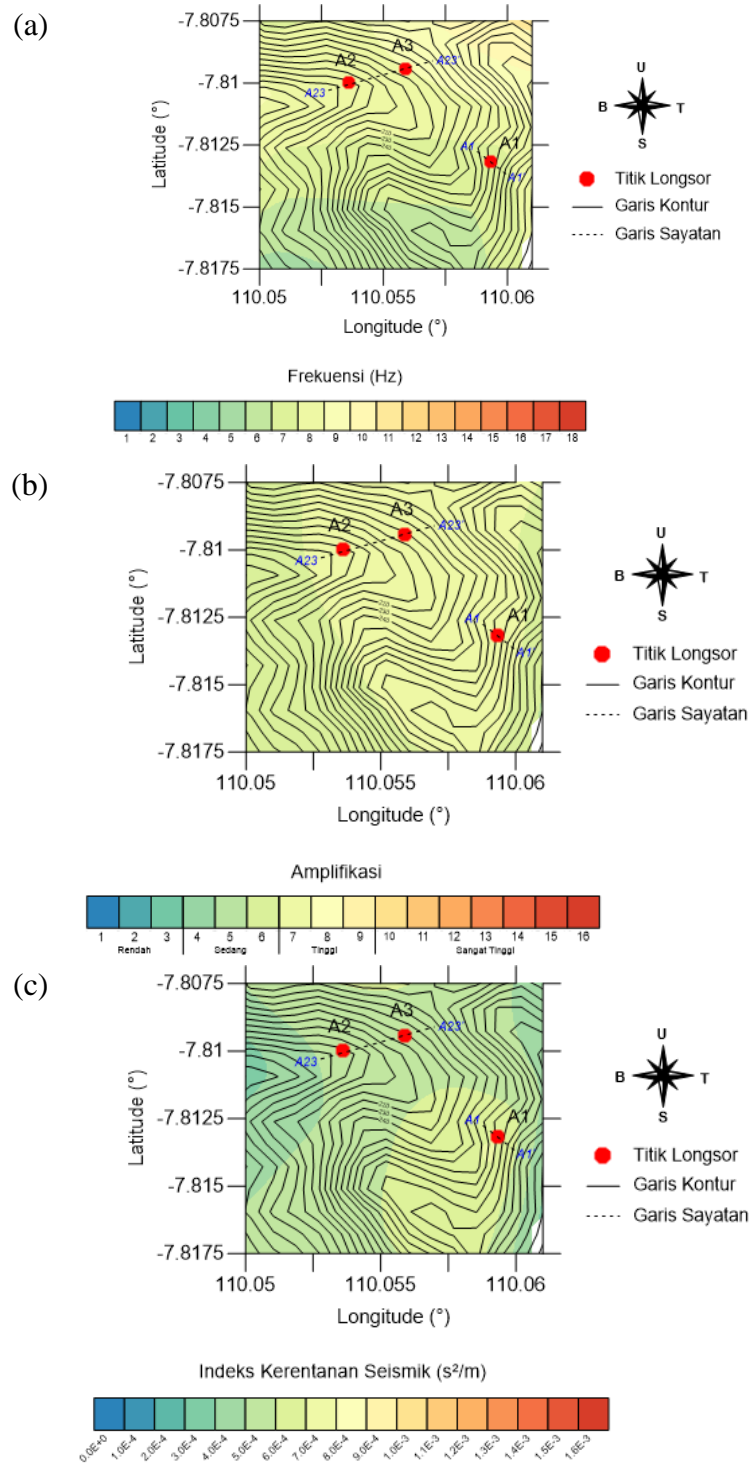 (a)
-7.8075
-7.81
-7.8125
-7.815
-7.8175
Latitude (°)
A2
A3
A23
A23'
A1
A1
A1
110.05
110.055
110.06
Longitude (°)
U
B T
S
Titik Longsor
Garis Kontur
Garis Sayatan
Frekuensi (Hz)
1 2 3 4 5 6 7 8 9 10 11 12 13 14 15 16 17 18
(b)
-7.8075
-7.81
-7.8125
-7.815
-7.8175
Latitude (°)
A2
A3
A23
A23'
A1
A1
A1'
110.05
110.055
110.06
Longitude (°)
U
B T
S
Titik Longsor
Garis Kontur
Garis Sayatan
Amplifikasi
1 2 3 4 5 6 7 8 9 10 11 12 13 14 15 16
Rendah Sedang Tinggi Sangat Tinggi
(c)
-7.8075
-7.81
-7.8125
-7.815
-7.8175
Latitude (°)
A2
A3
A23
A23'
A1
A1
A1'
110.05
110.055
110.06
Longitude (°)
U
B T
S
Titik Longsor
Garis Kontur
Garis Sayatan
Indeks Kerentanan Seismik (s²/m)
0.0E+0 1.0E-4 2.0E-4 3.0E-4 4.0E-4 5.0E-4 6.0E-4 7.0E-4 8.0E-4 9.0E-4 1.0E-3 1.1E-3 1.2E-3 1.3E-3 1.4E-3 1.5E-3 1.6E-3